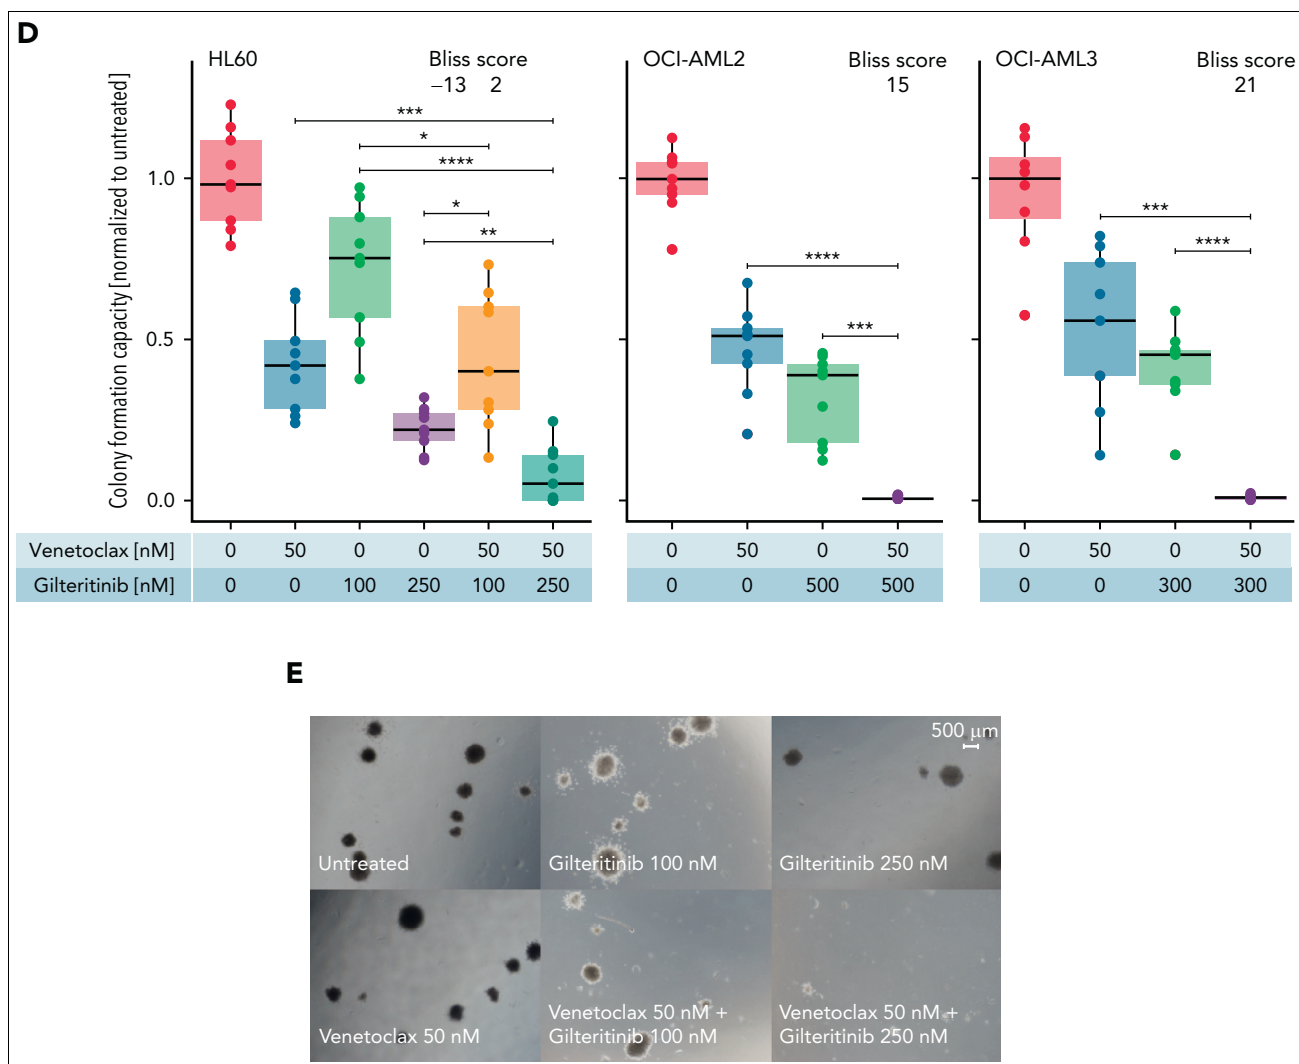 D
HL60 Bliss score
−13 2
OCI-AML2 Bliss score
15
OCI-AML3 Bliss score
21
Colony formation capacity [normalized to untreated]
1.0
0.5
0.0
***
*
****
*
**
****
***
***
****
Venetoclax [nM] 0 50 0 0 50 50 0 50 0 50 0 50 0 50
Gilteritinib [nM] 0 0 100 250 100 250 0 0 500 500 0 0 300 300
E
500 µm
Untreated
Gilteritinib 100 nM
Gilteritinib 250 nM
Venetoclax 50 nM
Venetoclax 50 nM +
Gilteritinib 100 nM
Venetoclax 50 nM +
Gilteritinib 250 nM